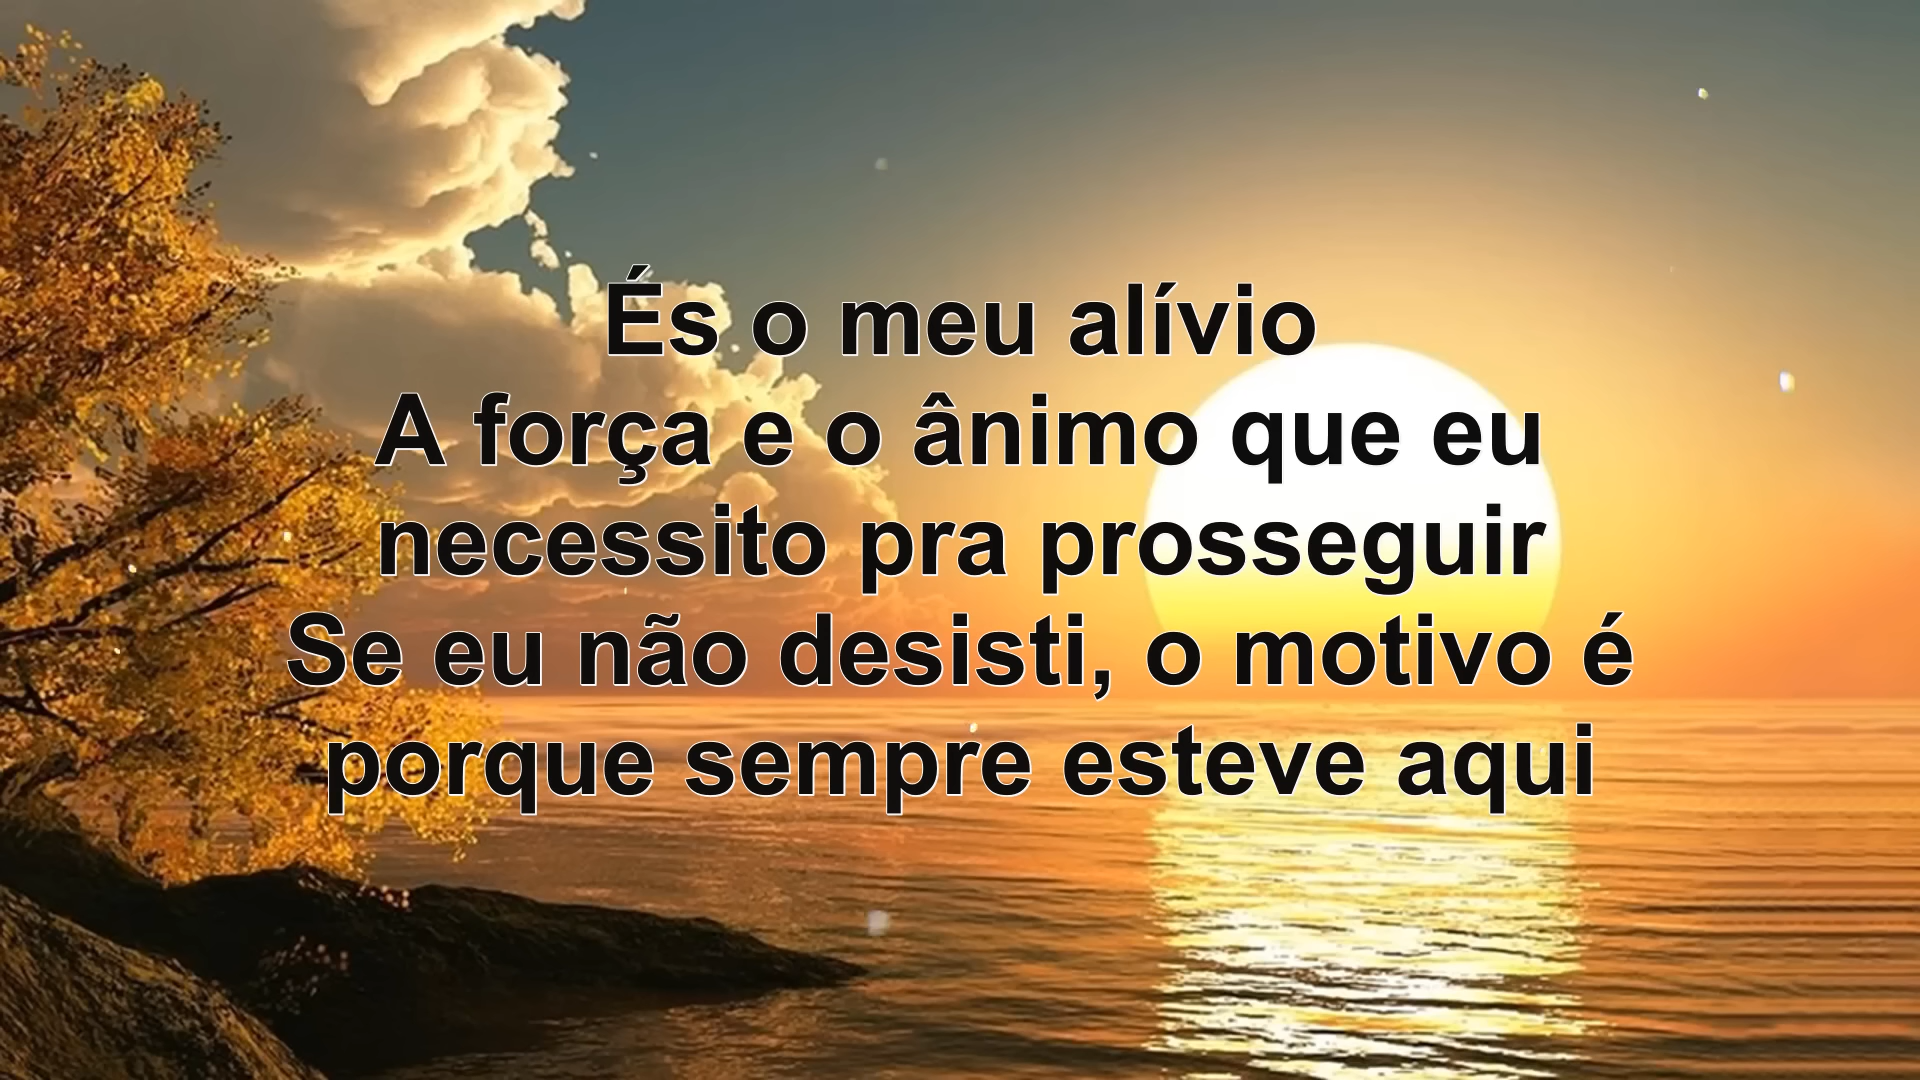 És o meu alívio
A força e o ânimo que eu
necessito pra prosseguir
Se eu não desisti, o motivo é
porque sempre esteve aqui